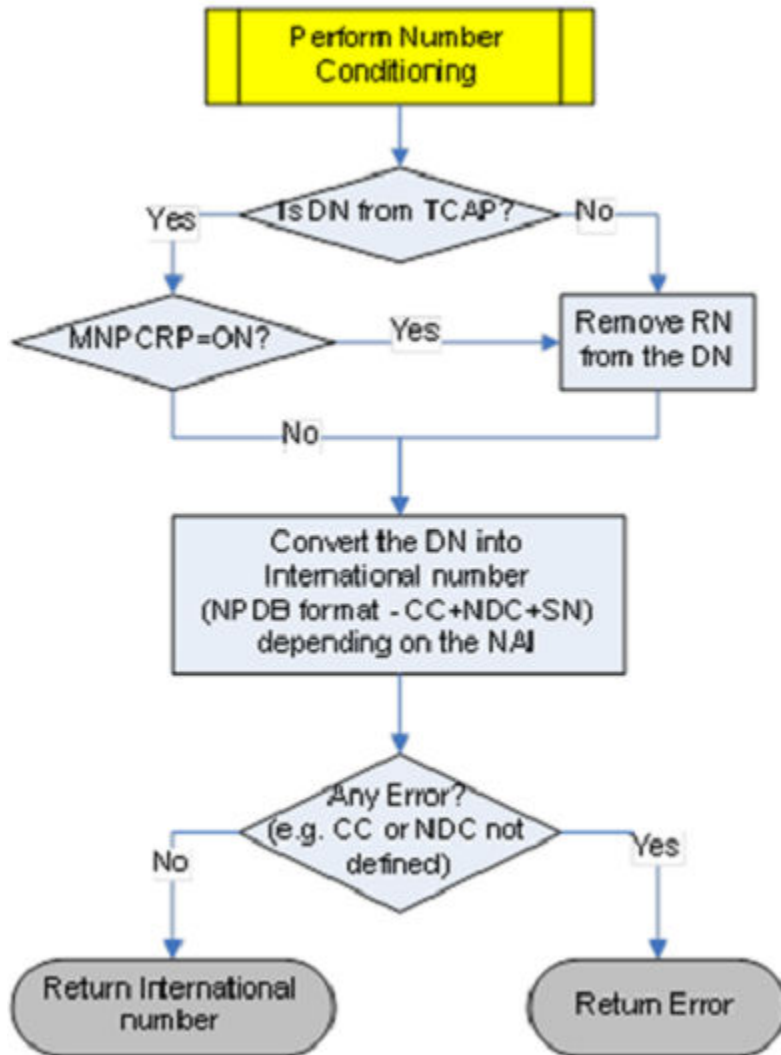 Perform Number
Conditioning
Is DN from TCAP?
Yes
No
MNPCRP=ON?
Yes
Remove RN
from the DN
No
Convert the DN into
International number
(NPDB format - CC+NDC+SN)
depending on the NAI
Any Error?
(e.g. CC or NDC not
defined)
No
Yes
Return International
number
Return Error